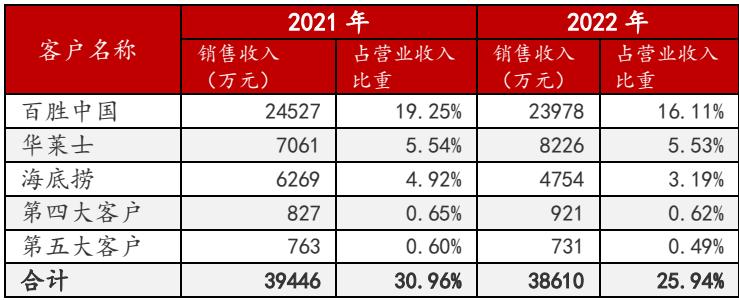 客户名称 2021 年 2022 年
销售收入（万元） 占营业收入比重 销售收入（万元） 占营业收入比重
百胜中国 24527 19.25% 23978 16.11%
华莱士 7061 5.54% 8226 5.53%
海底捞 6269 4.92% 4754 3.19%
第四大客户 827 0.65% 921 0.62%
第五大客户 763 0.60% 731 0.49%
合计 39446 30.96% 38610 25.94%